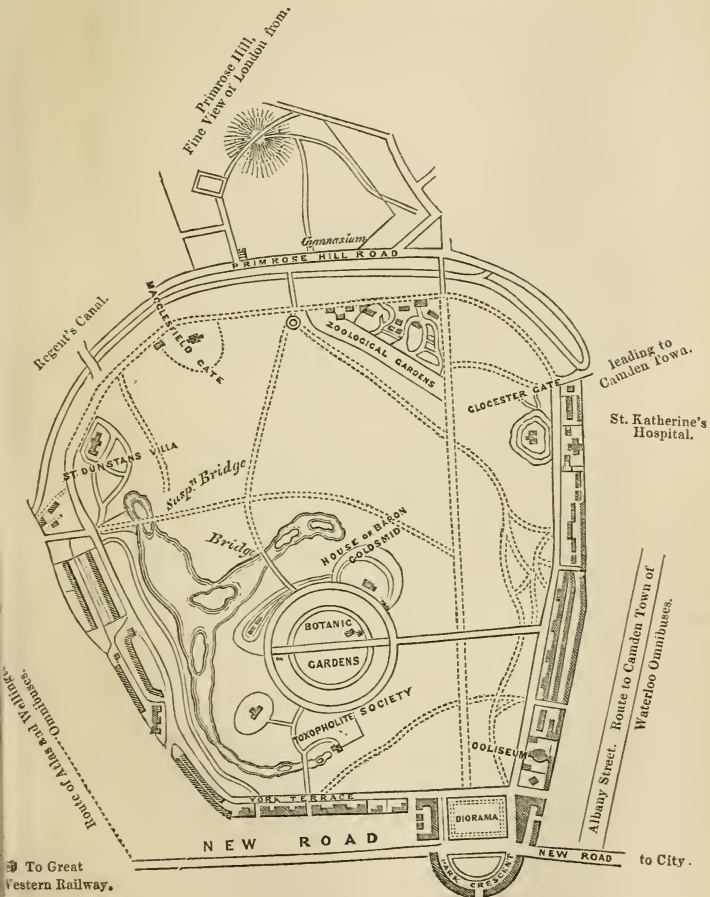 Primrose Hill,
Fine View of London from.
Gymnasium
PRIMROSE HILL ROAD
Regent's Canal.
MACCLESFIELD GATE
ZOOLOGICAL GARDENS
leading to
Camden Town.
GLOCESTER GATE
St. Katherine's
Hospital.
ST. DUNSTANS VILLA
Suspn. Bridge
Bridge
HOUSE OF BARON
GOLDSMID
BOTANIC
GARDENS
TOXOPHOLITE SOCIETY
COLISEUM
Albany Street. Route to Camden Town of
Waterloo Omnibuses.
Route of Atlas and
Omnibuses.
YORK TERRACE
DIORAMA
NEW ROAD
PARK CRESCENT
NEW ROAD
to City.
To Great
Western Railway.